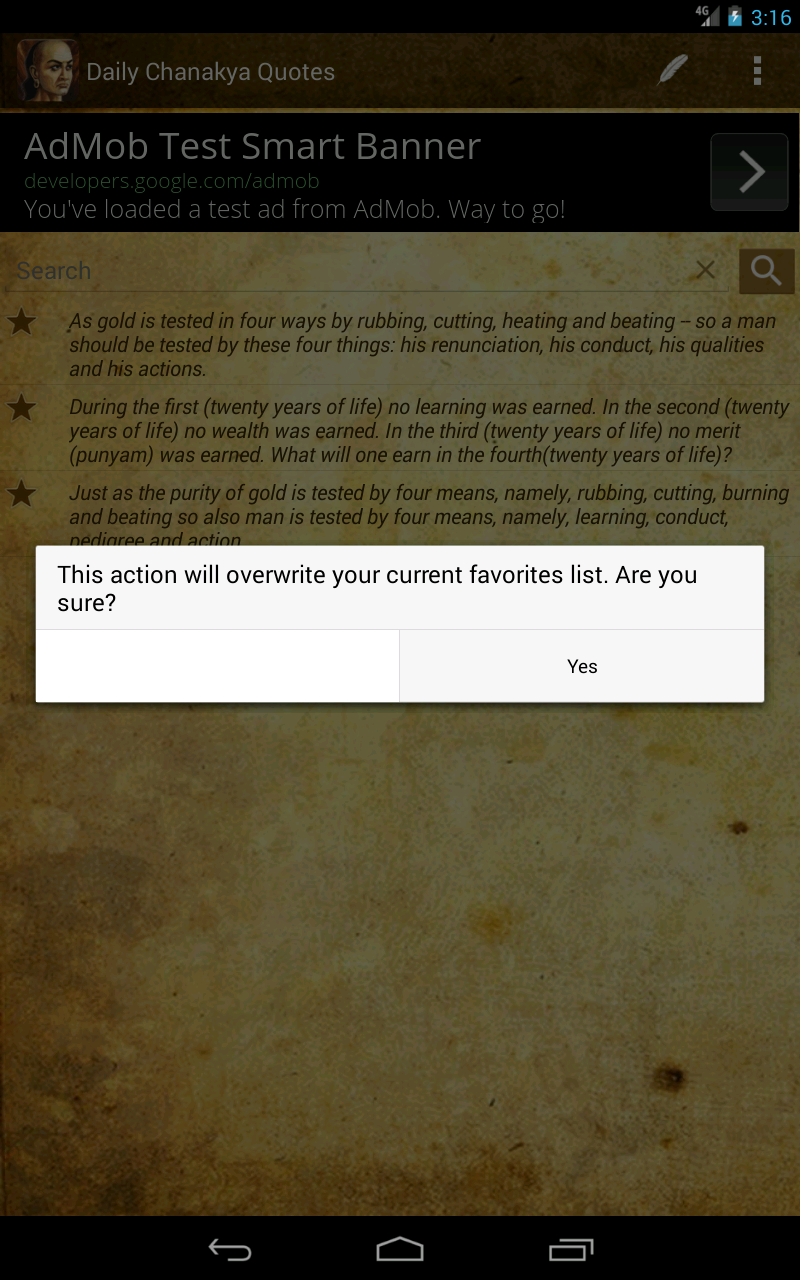 4G 3:16
Daily Chanakya Quotes
AdMob Test Smart Banner
developers.google.com/admob
You've loaded a test ad from AdMob. Way to go!
Search
As gold is tested in four ways by rubbing, cutting, heating and beating – so a man
should be tested by these four things: his renunciation, his conduct, his qualities
and his actions.
During the first (twenty years of life) no learning was earned. In the second (twenty
years of life) no wealth was earned. In the third (twenty years of life) no merit
(punyam) was earned. What will one earn in the fourth(twenty years of life)?
Just as the purity of gold is tested by four means, namely, rubbing, cutting, burning
and beating so also man is tested by four means, namely, learning, conduct,
pedigree and action
This action will overwrite your current favorites list. Are you
sure?
Yes